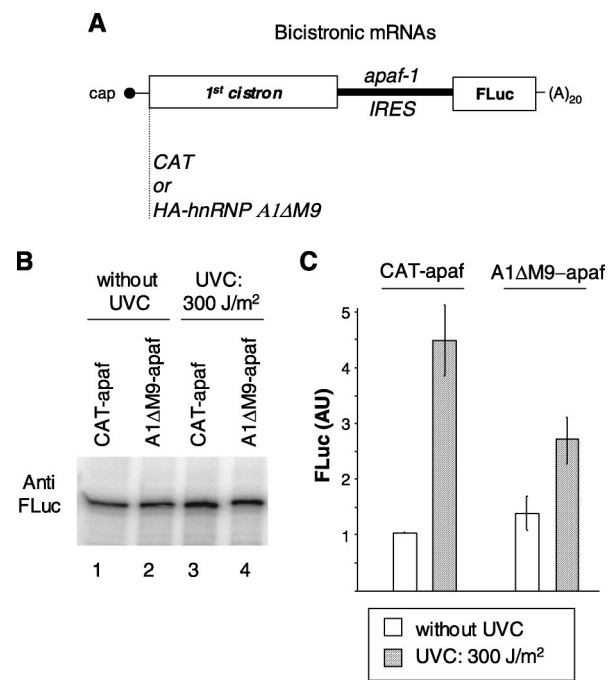 A
Bicistronic mRNAs
cap
1st cistron
apaf-1
IRES
FLuc
(A)20
CAT
or
HA-hnRNP A1ΔM9
B
without
UVC
UVC:
300 J/m²
CAT-apaf
A1ΔM9-apaf
CAT-apaf
A1ΔM9-apaf
Anti
FLuc
1 2 3 4
C
CAT-apaf
A1ΔM9–apaf
FLuc (AU)
5
4
3
2
1
without UVC
UVC: 300 J/m²